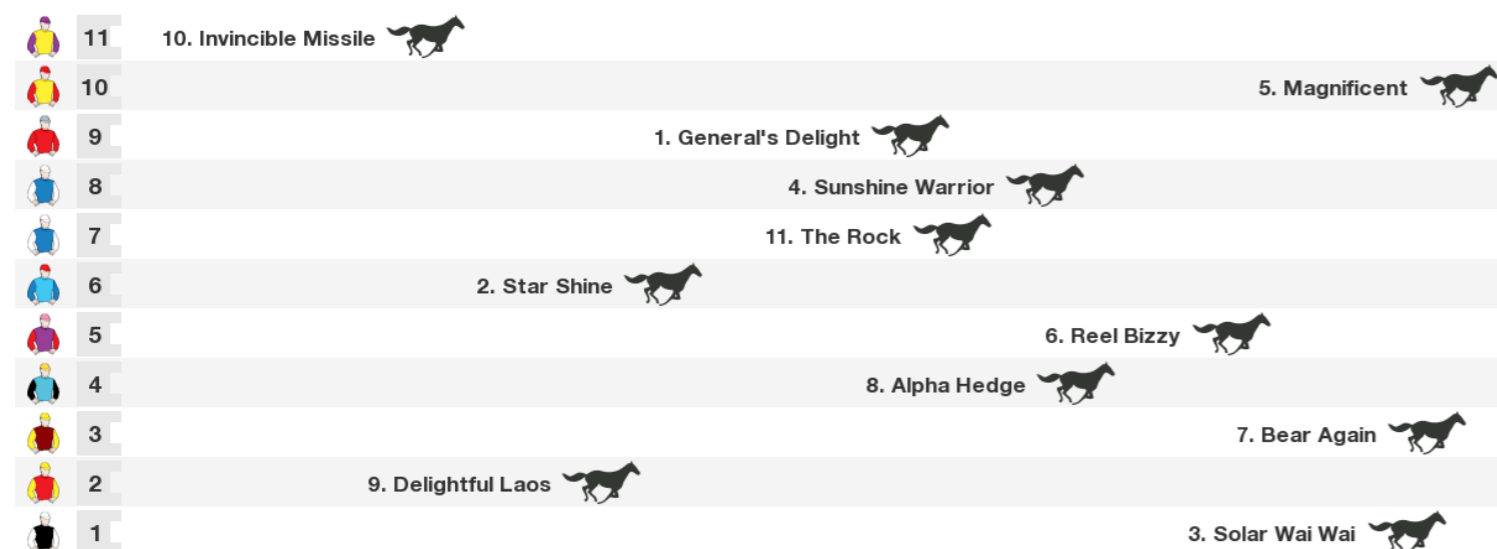 11 10. Invincible Missile
10 5. Magnificent
9 1. General's Delight
8 4. Sunshine Warrior
7 11. The Rock
6 2. Star Shine
5 6. Reel Bizzy
4 8. Alpha Hedge
3 7. Bear Again
2 9. Delightful Laos
1 3. Solar Wai Wai